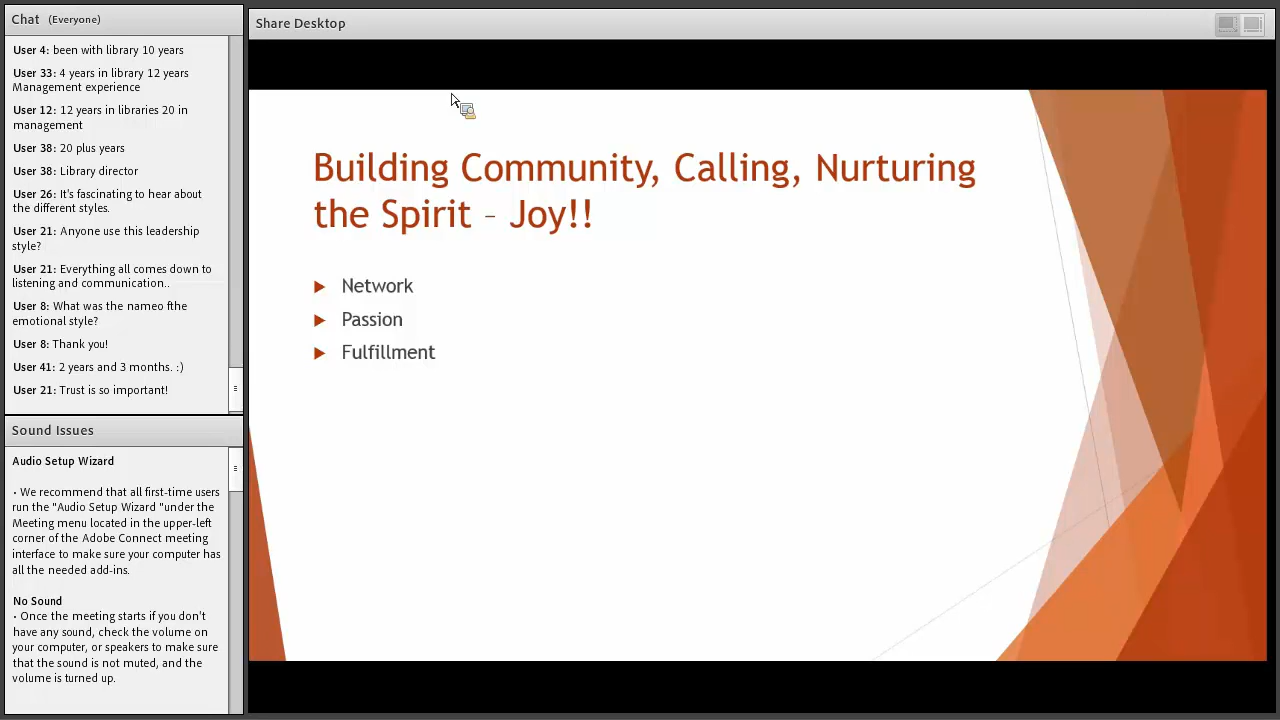 Chat (Everyone)
User 4: been with library 10 years
User 33: 4 years in library 12 years
Management experience
User 12: 12 years in libraries 20 in
management
User 38: 20 plus years
User 38: Library director
User 26: It's fascinating to hear about
the different styles.
User 21: Anyone use this leadership
style?
User 21: Everything all comes down to
listening and communication..
User 8: What was the nameo fthe
emotional style?
User 8: Thank you!
User 41: 2 years and 3 months. :)
User 21: Trust is so important!
Sound Issues
Audio Setup Wizard
• We recommend that all first-time users
run the "Audio Setup Wizard "under the
Meeting menu located in the upper-left
corner of the Adobe Connect meeting
interface to make sure your computer has
all the needed add-ins.
No Sound
• Once the meeting starts if you don't
have any sound, check the volume on
your computer, or speakers to make sure
that the sound is not muted, and the
volume is turned up.
Share Desktop
Building Community, Calling, Nurturing
the Spirit – Joy!!
Network
Passion
Fulfillment